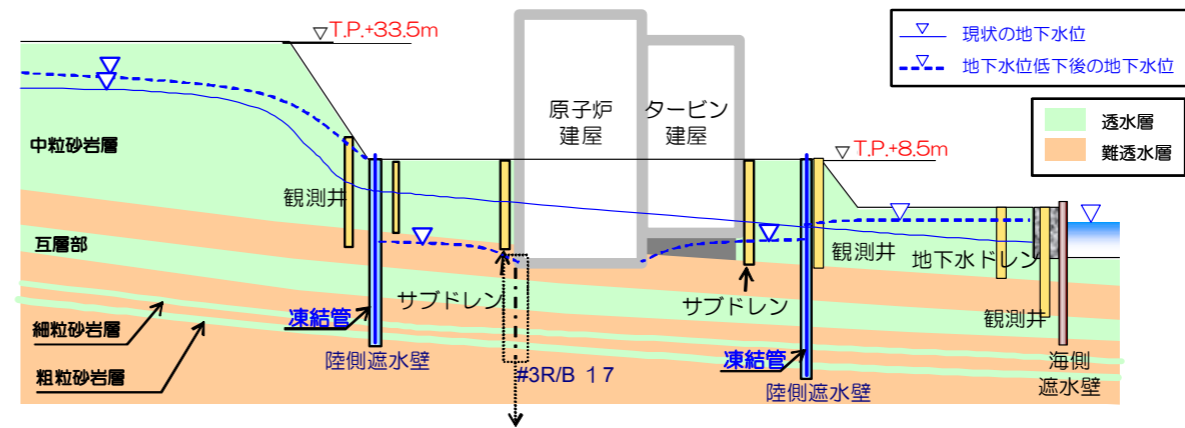 ▽T.P.+33.5m
現状の地下水位
地下水位低下後の地下水位
透水層
難透水層
原子炉
建屋
タービン
建屋
中粒砂岩層
▽T.P.+8.5m
観測井
互層部
観測井
地下水ドレン
サブドレン
サブドレン
細粒砂岩層
凍結管
観測井
粗粒砂岩層
陸側遮水壁
#3R/B 17
凍結管
陸側遮水壁
海側
遮水壁